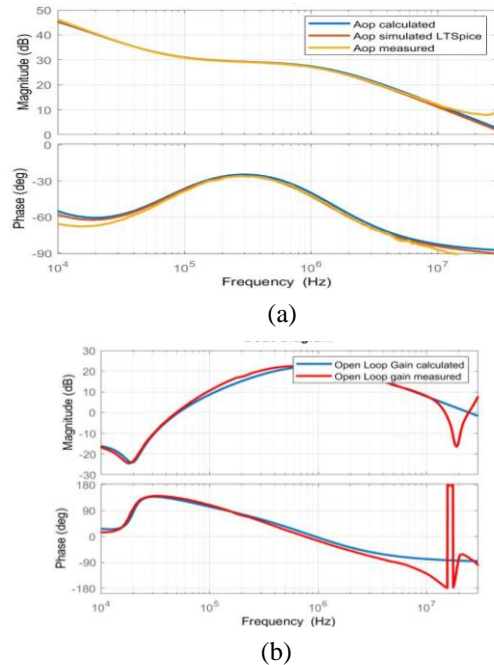 Aop calculated
Aop simulated LTSpice
Aop measured
Magnitude (dB)
50
40
30
20
10
0
Phase (deg)
0
-30
-60
-90
10^4
10^5
10^6
10^7
Frequency (Hz)
(a)
Open Loop Gain calculated
Open Loop gain measured
Magnitude (dB)
30
20
10
0
-10
-20
-30
Phase (deg)
180
90
0
-90
-180
10^4
10^5
10^6
10^7
Frequency (Hz)
(b)